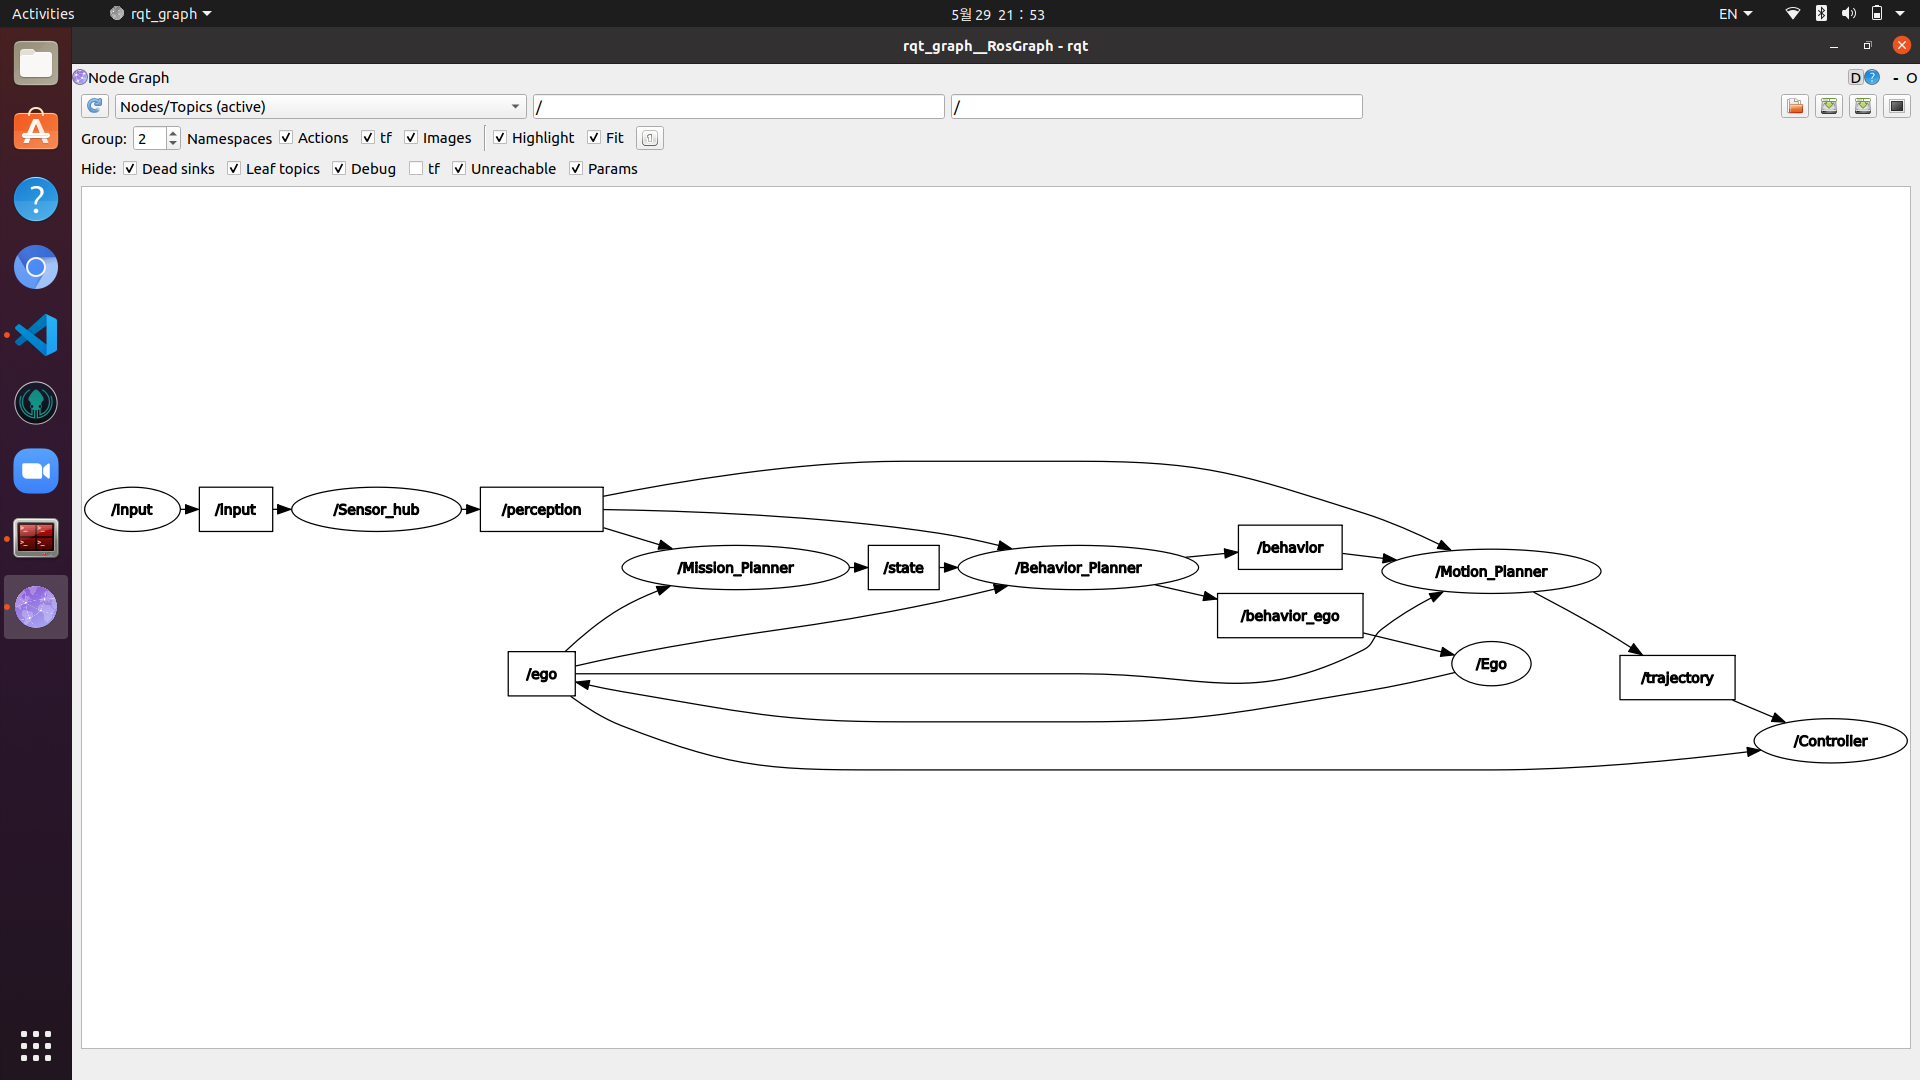 Activities
rqt_graph
5월 29 21 : 53
EN
rqt_graph__RosGraph - rqt
Node Graph
D
?
- O
Nodes/Topics (active)
/
/
Group: 2 Namespaces Actions tf Images Highlight Fit
Hide: Dead sinks Leaf topics Debug tf Unreachable Params
/Input
/input
/Sensor_hub
/perception
/Mission_Planner
/state
/Behavior_Planner
/behavior
/behavior_ego
/Motion_Planner
/ego
/Ego
/trajectory
/Controller